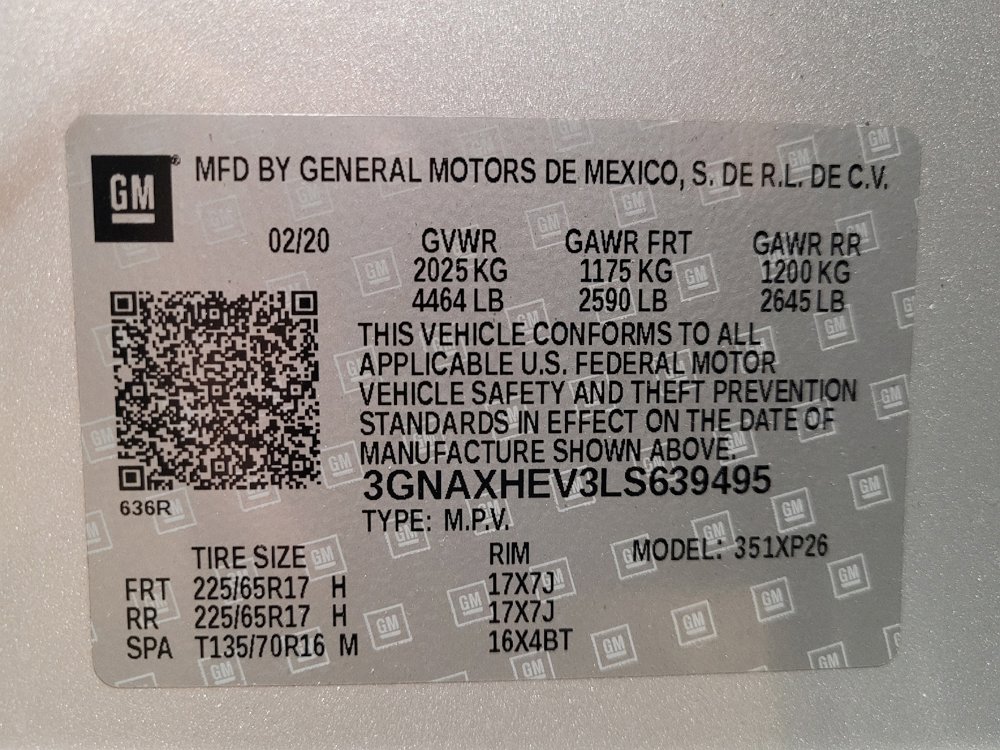 GM® MFD BY GENERAL MOTORS DE MEXICO, S. DE R.L. DE C.V.
02/20 GVWR GAWR FRT GAWR RR
2025 KG 1175 KG 1200 KG
4464 LB 2590 LB 2645 LB
THIS VEHICLE CONFORMS TO ALL
APPLICABLE U.S. FEDERAL MOTOR
VEHICLE SAFETY AND THEFT PREVENTION
STANDARDS IN EFFECT ON THE DATE OF
MANUFACTURE SHOWN ABOVE.
3GNAXHEV3LS639495
636R
TYPE: M.P.V.
TIRE SIZE RIM MODEL: 351XP26
FRT 225/65R17 H 17X7J
RR 225/65R17 H 17X7J
SPA T135/70R16 M 16X4BT